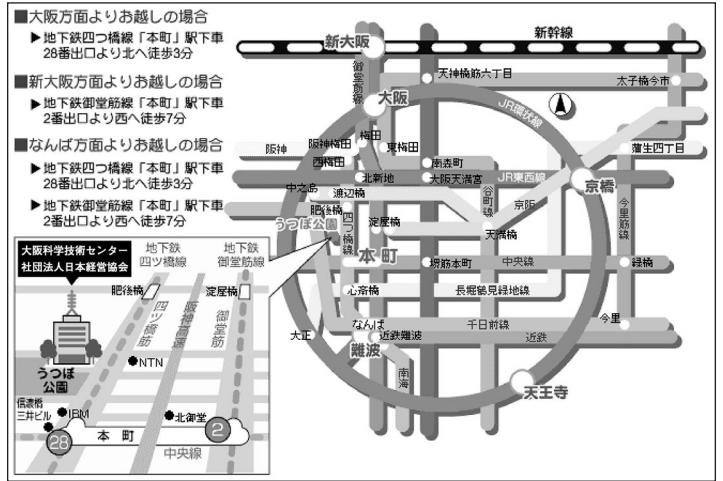 ■大阪方面よりお越しの場合
▶地下鉄四つ橋線「本町」駅下車
28番出口より北へ徒歩3分
■新大阪方面よりお越しの場合
▶地下鉄御堂筋線「本町」駅下車
2番出口より西へ徒歩7分
■なんば方面よりお越しの場合
▶地下鉄四つ橋線「本町」駅下車
28番出口より北へ徒歩3分
▶地下鉄御堂筋線「本町」駅下車
2番出口より西へ徒歩7分
新幹線
新大阪
御堂筋線
天神橋筋六丁目
太子橋今市
大阪
JR環状線
阪神
阪神梅田
梅田
東梅田
西梅田
南森町
蒲生四丁目
北新地
大阪天満宮
JR東西線
京橋
中之島
渡辺橋
谷町線
京阪
今里筋線
肥後橋
うつぼ公園
四つ橋線
淀屋橋
天満橋
本町
堺筋本町
中央線
緑橋
心斎橋
長堀鶴見緑地線
大正
なんば
千日前線
今里
近鉄難波
近鉄
難波
南海
天王寺
大阪科学技術センター
社団法人日本経営協会
地下鉄
四ツ橋線
地下鉄
御堂筋線
肥後橋
淀屋橋
四ツ橋筋
阪神高速
御堂筋
うつぼ
公園
NTN
信濃橋
三井ビル
IBM
北御堂
28
本町
2
中央線